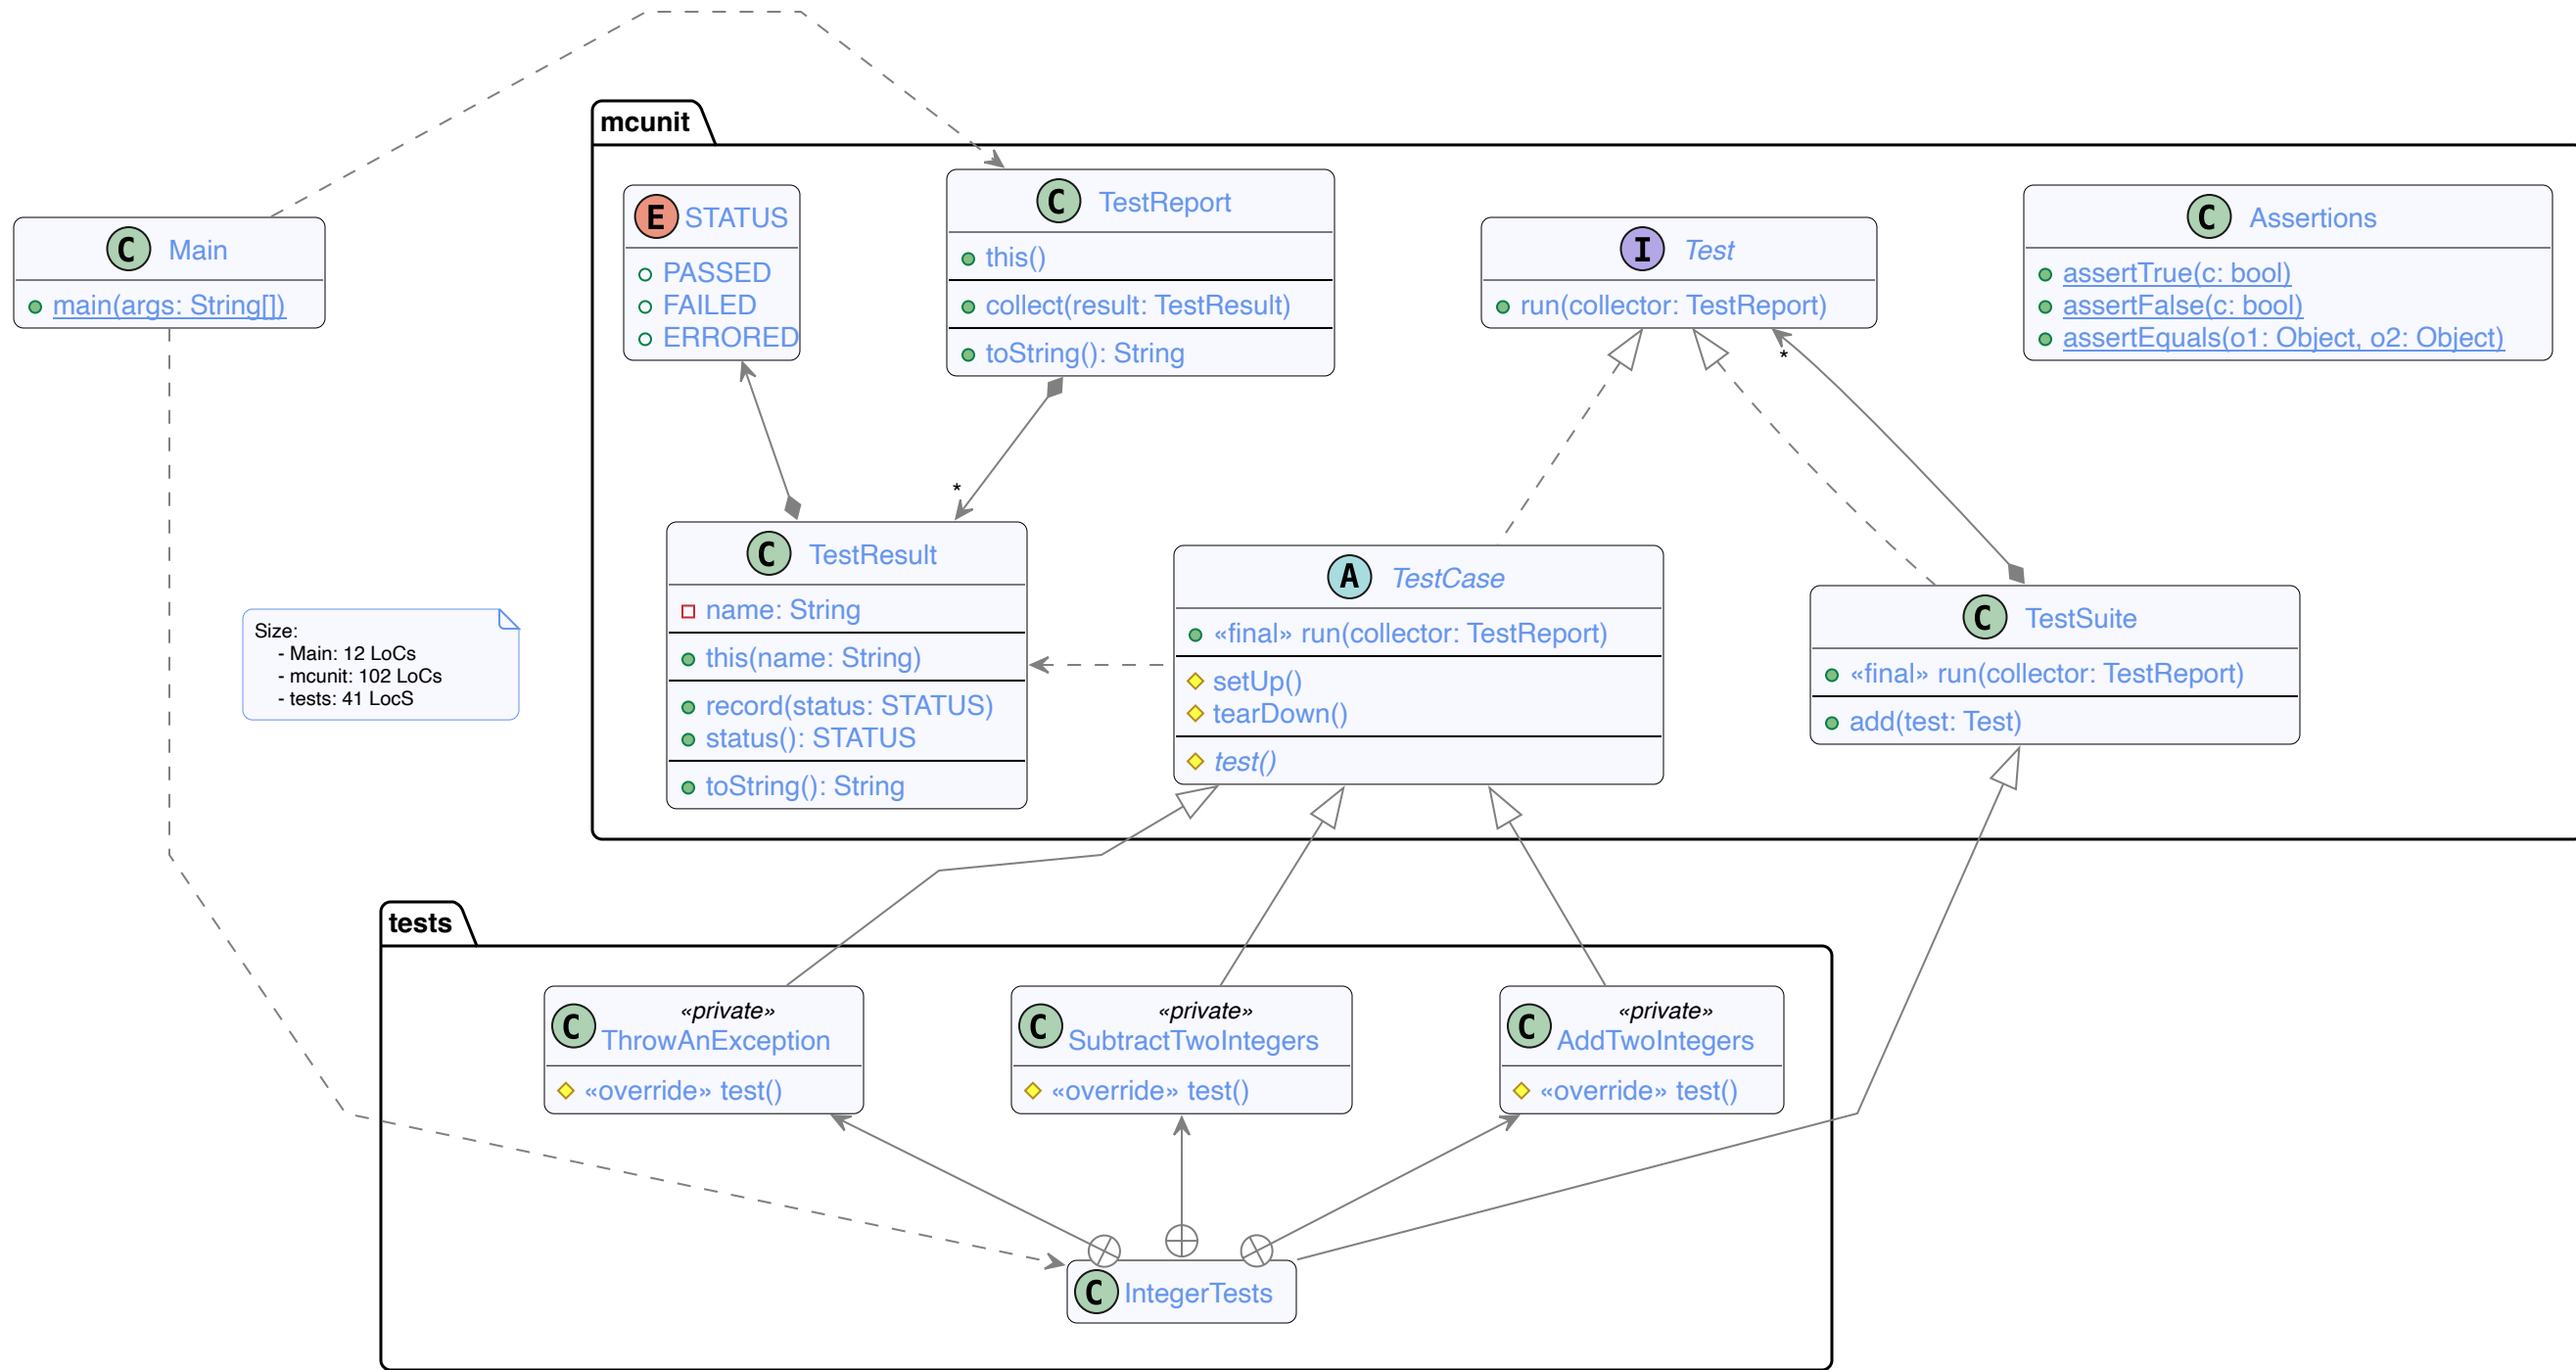 mcunit
E STATUS
PASSED
FAILED
ERRORED
C TestReport
this()
collect(result: TestResult)
toString(): String
I Test
run(collector: TestReport)
C Assertions
assertTrue(c: bool)
assertFalse(c: bool)
assertEquals(o1: Object, o2: Object)
C Main
main(args: String[])
*
*
C TestResult
name: String
this(name: String)
record(status: STATUS)
status(): STATUS
toString(): String
A TestCase
«final» run(collector: TestReport)
setUp()
tearDown()
test()
C TestSuite
«final» run(collector: TestReport)
add(test: Test)
Size:
- Main: 12 LoCs
- mcunit: 102 LoCs
- tests: 41 LocS
tests
«private»
C ThrowAnException
«override» test()
«private»
C SubtractTwoIntegers
«override» test()
«private»
C AddTwoIntegers
«override» test()
C IntegerTests